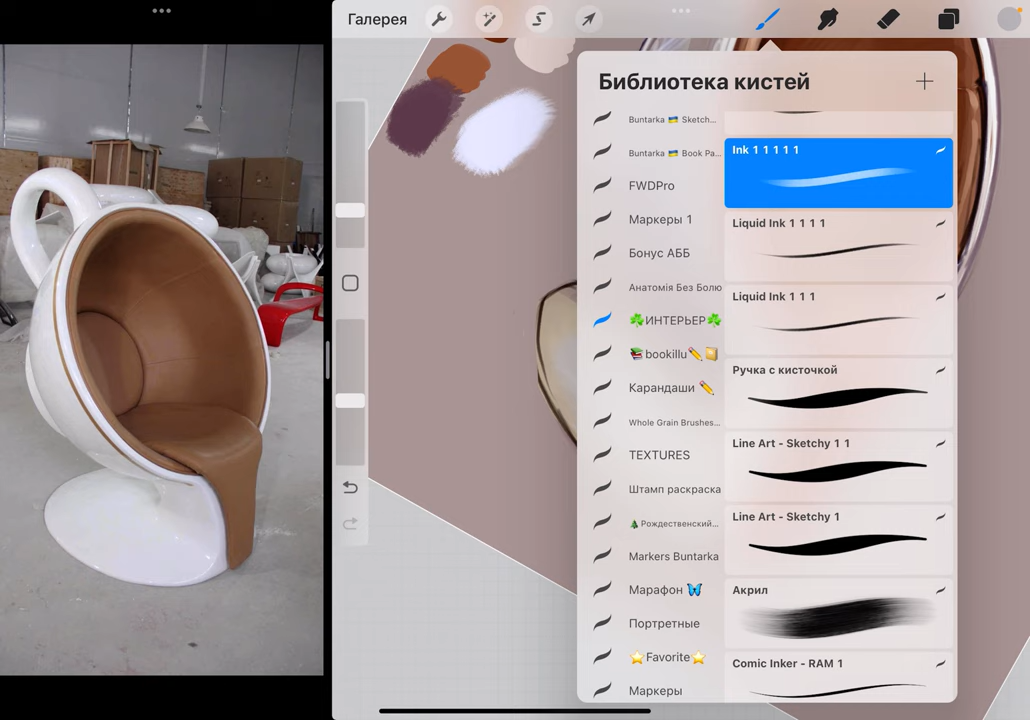 Галерея
Библиотека кистей
Buntarka 🇺🇦 Sketch...
Buntarka 🇺🇦 Book Pa...
FWDPro
Маркеры 1
Бонус АББ
Анатомія Без Болю
🍀ИНТЕРЬЕР🍀
📚bookillu✏️📔
Карандаши ✏️
Whole Grain Brushes...
TEXTURES
Штамп раскраска
🎄 Рождественский...
Markers Buntarka
Марафон 🦋
Портретные
⭐Favorite⭐
Маркеры
Ink 1 1 1 1 1
Liquid Ink 1 1 1 1
Liquid Ink 1 1 1
Ручка с кисточкой
Line Art - Sketchy 1 1
Line Art - Sketchy 1
Акрил
Comic Inker - RAM 1